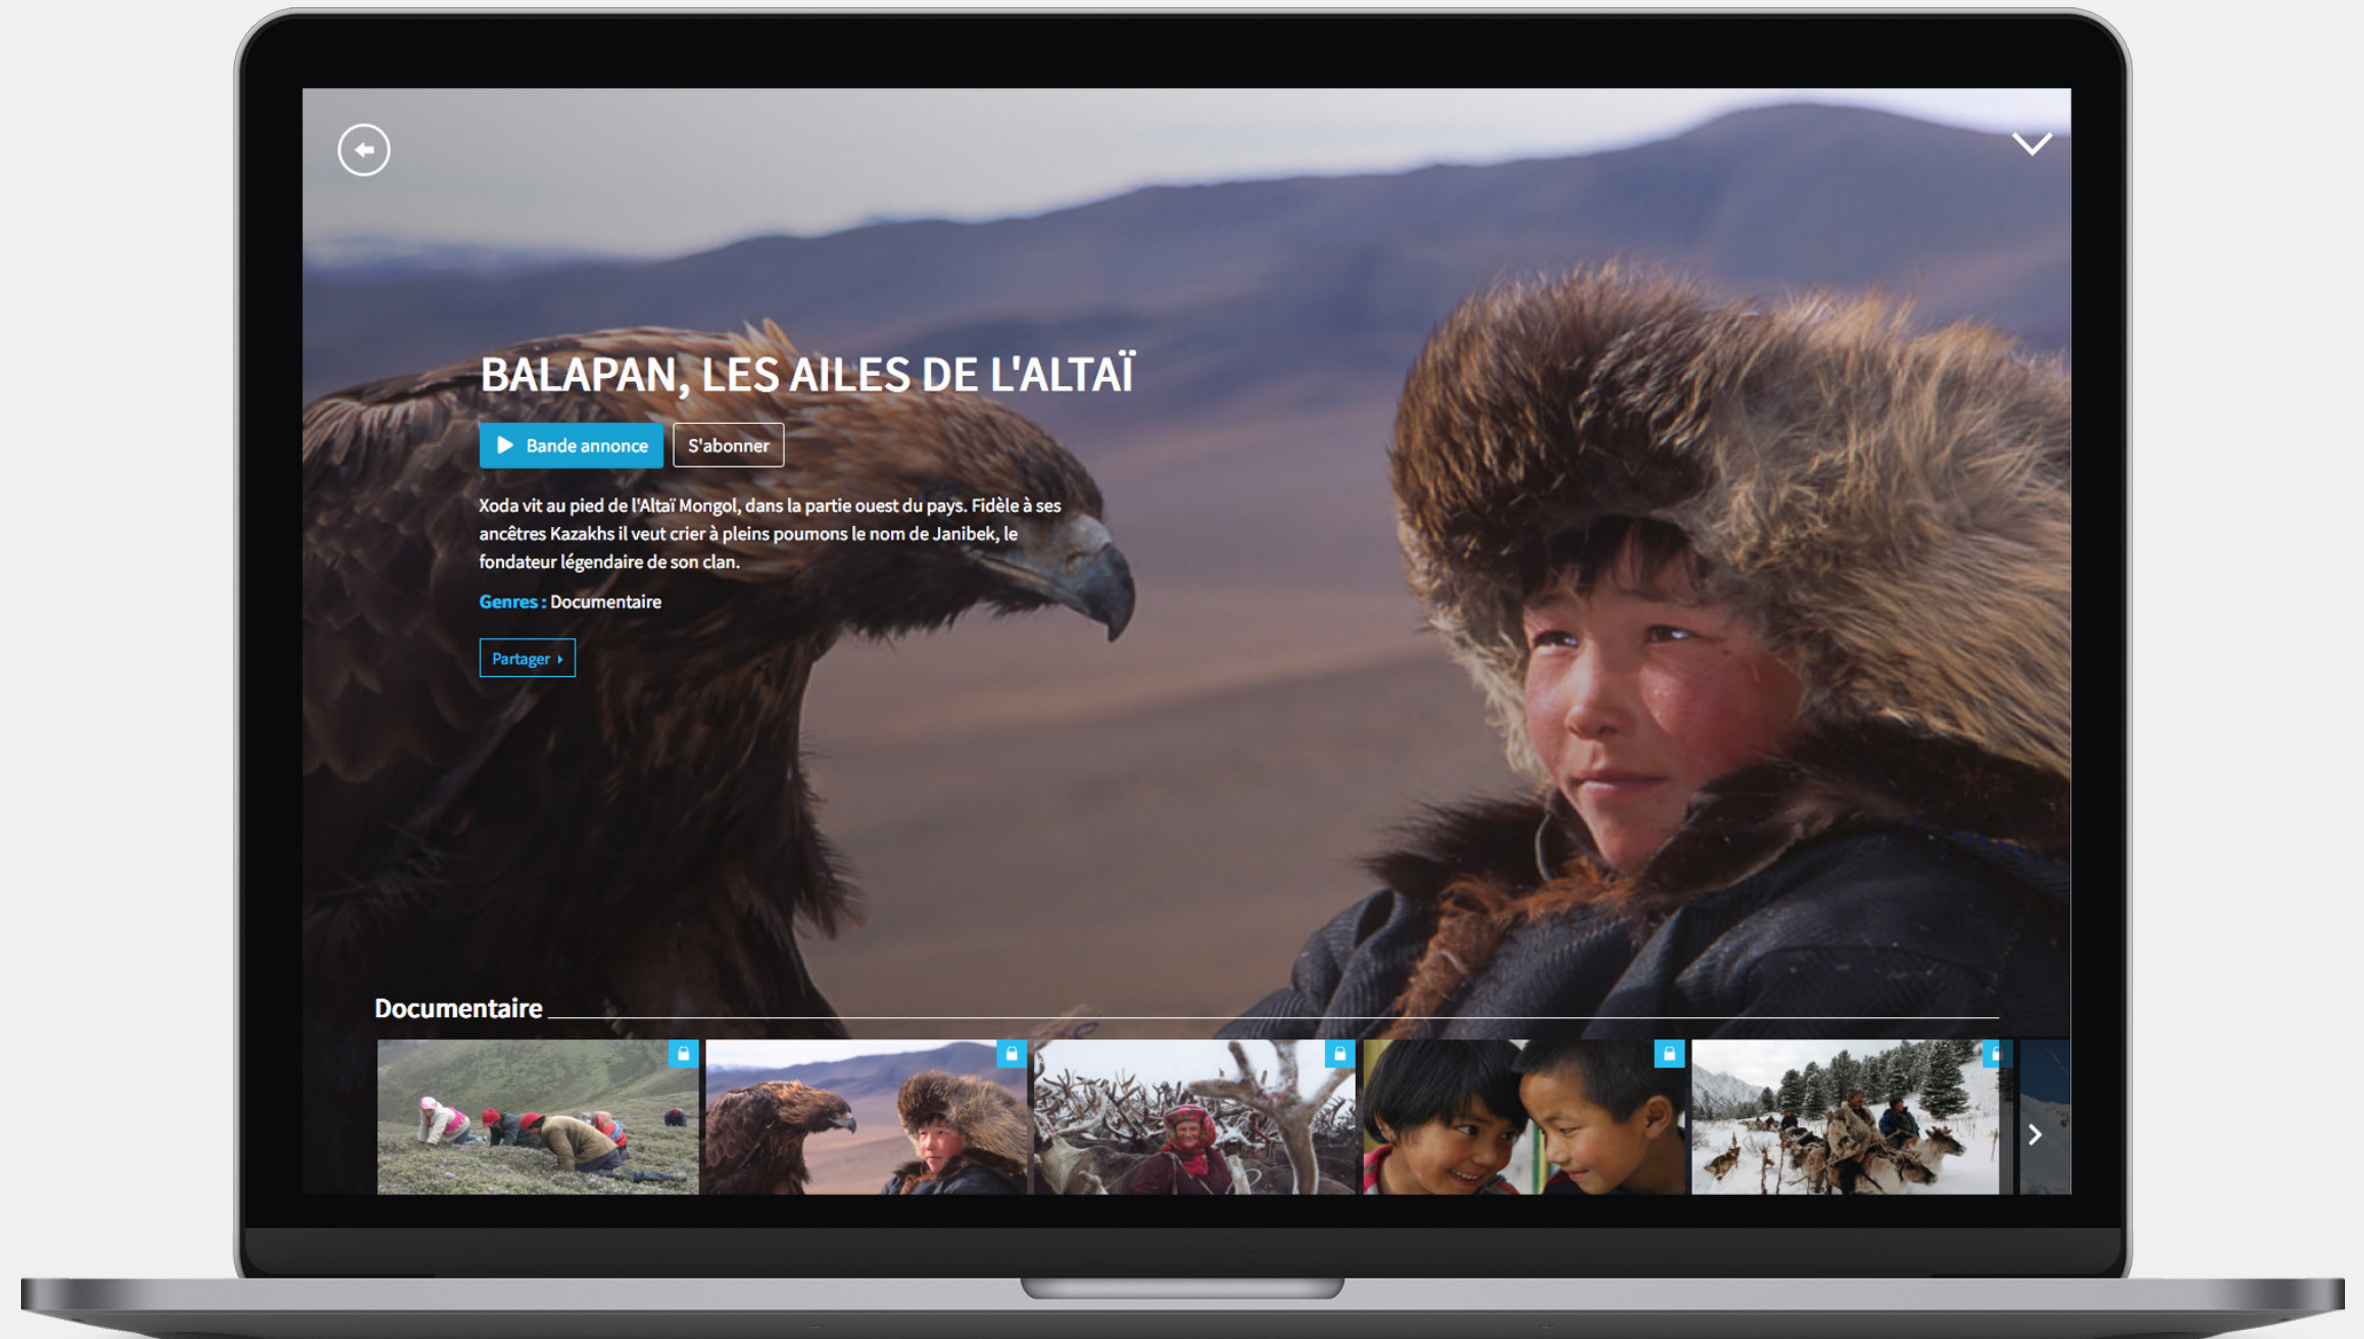 BALAPAN, LES AILES DE L'ALTAÏ
Bande annonce
S'abonner
Xoda vit au pied de l'Altaï Mongol, dans la partie ouest du pays. Fidèle à ses
ancêtres Kazakhs il veut crier à pleins poumons le nom de Janibek, le
fondateur légendaire de son clan.
Genres : Documentaire
Partager
Documentaire